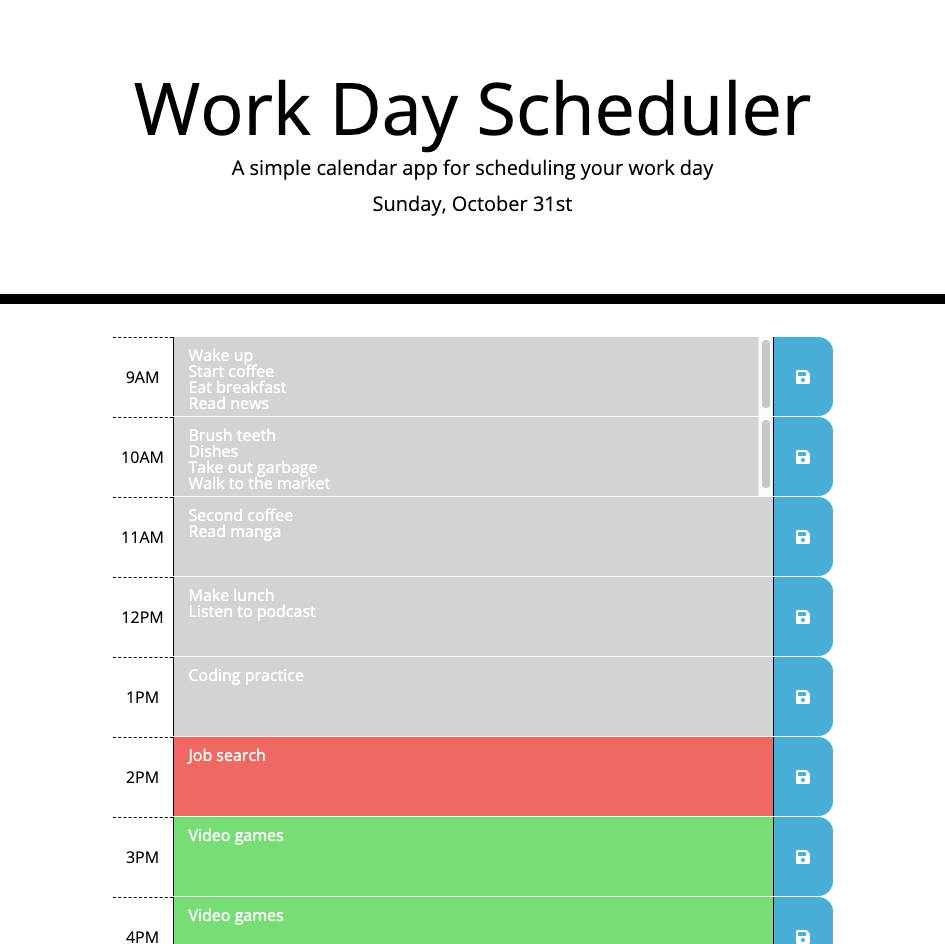 Work Day Scheduler
A simple calendar app for scheduling your work day
Sunday, October 31st
9AM
Wake up
Start coffee
Eat breakfast
Read news
10AM
Brush teeth
Dishes
Take out garbage
Walk to the market
11AM
Second coffee
Read manga
12PM
Make lunch
Listen to podcast
1PM
Coding practice
2PM
Job search
3PM
Video games
4PM
Video games